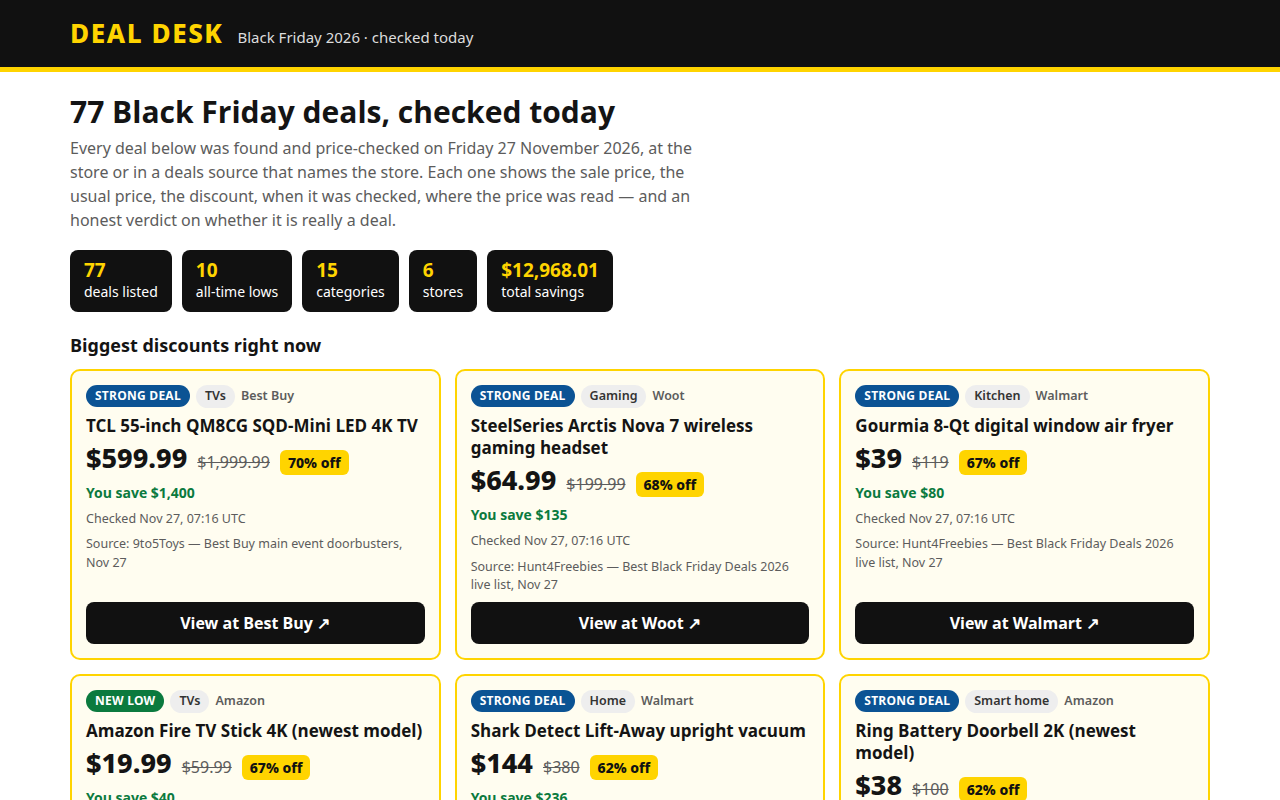 DEAL DESK Black Friday 2026 · checked today
77 Black Friday deals, checked today
Every deal below was found and price-checked on Friday 27 November 2026, at the
store or in a deals source that names the store. Each one shows the sale price, the
usual price, the discount, when it was checked, where the price was read — and an
honest verdict on whether it is really a deal.
77
deals listed
10
all-time lows
15
categories
6
stores
$12,968.01
total savings
Biggest discounts right now
STRONG DEAL TVs Best Buy
TCL 55-inch QM8CG SQD-Mini LED 4K TV
$599.99 $1,999.99 70% off
You save $1,400
Checked Nov 27, 07:16 UTC
Source: 9to5Toys — Best Buy main event doorbusters,
Nov 27
View at Best Buy ↗
STRONG DEAL Gaming Woot
SteelSeries Arctis Nova 7 wireless
gaming headset
$64.99 $199.99 68% off
You save $135
Checked Nov 27, 07:16 UTC
Source: Hunt4Freebies — Best Black Friday Deals 2026
live list, Nov 27
View at Woot ↗
STRONG DEAL Kitchen Walmart
Gourmia 8-Qt digital window air fryer
$39 $119 67% off
You save $80
Checked Nov 27, 07:16 UTC
Source: Hunt4Freebies — Best Black Friday Deals 2026
live list, Nov 27
View at Walmart ↗
NEW LOW TVs Amazon
Amazon Fire TV Stick 4K (newest model)
$19.99 $59.99 67% off
You save $40
STRONG DEAL Home Walmart
Shark Detect Lift-Away upright vacuum
$144 $380 62% off
You save $236
STRONG DEAL Smart home Amazon
Ring Battery Doorbell 2K (newest
model)
$38 $100 62% off